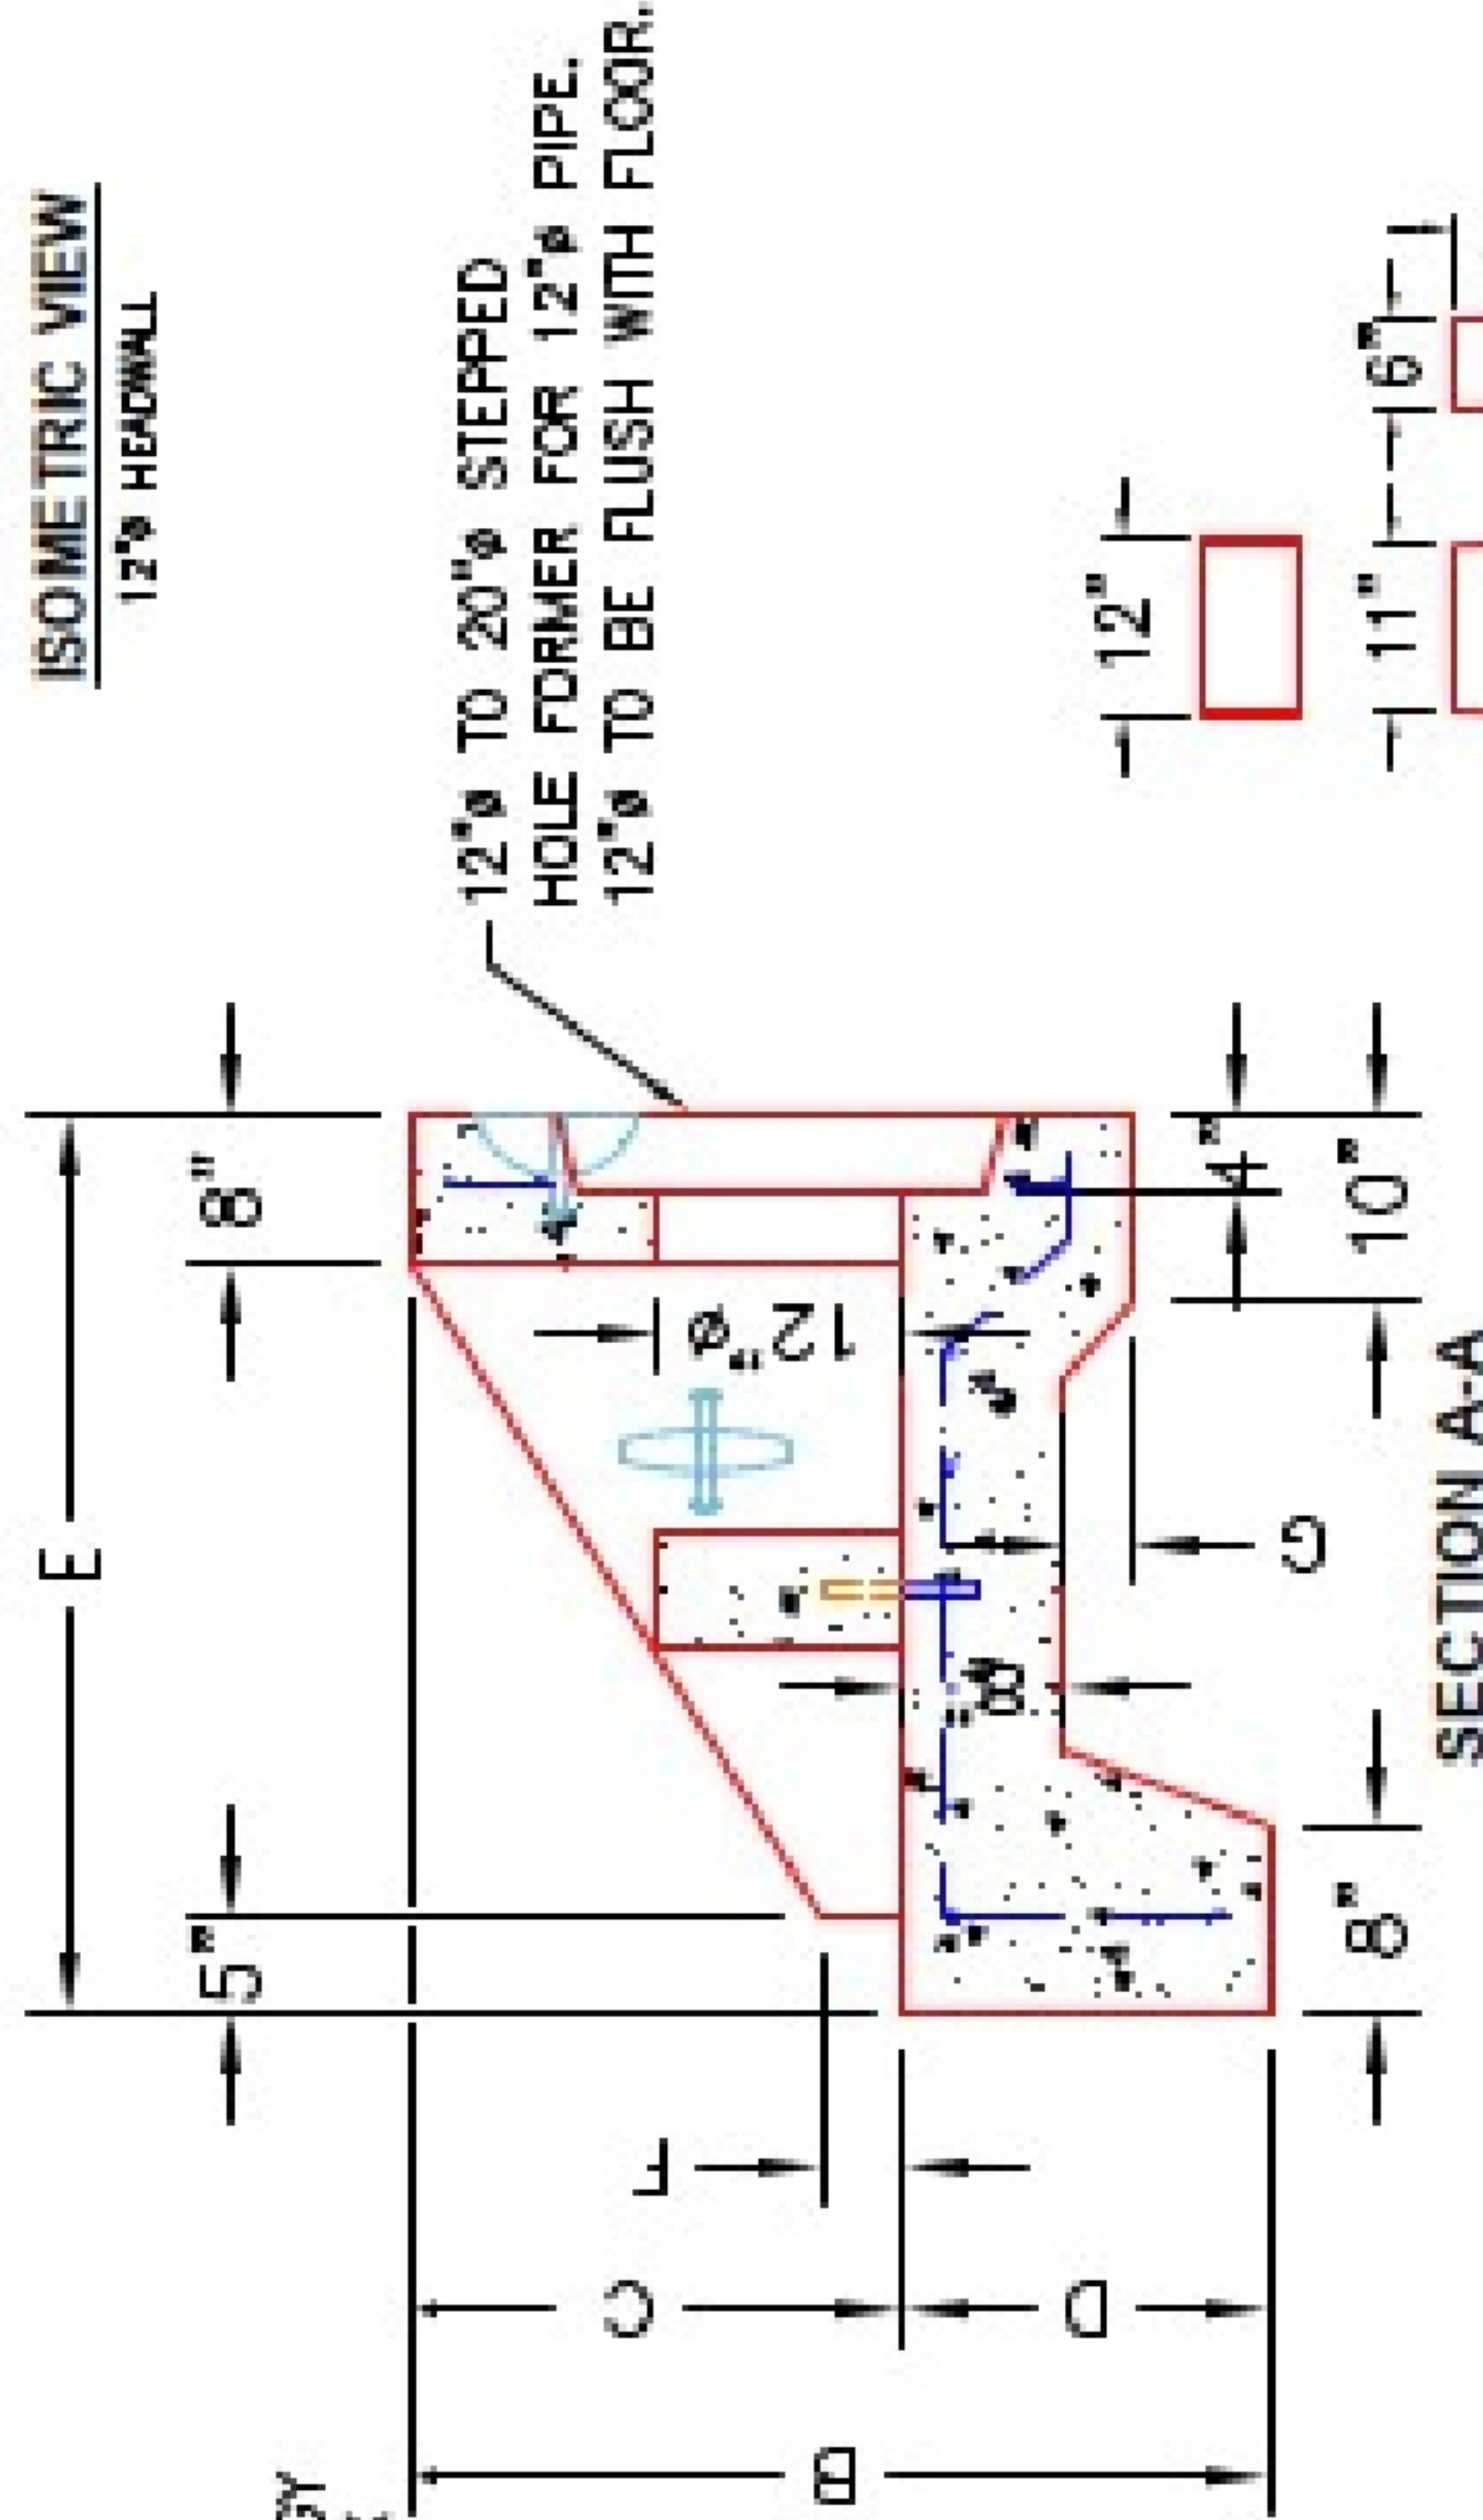 ISOMETRIC VIEW
12"ø HEADWALL
12"ø TO 20"ø STEPPED
HOLE FORMER FOR 12"ø PIPE.
12"ø TO BE FLUSH WITH FLOOR.
E
5"
8"
12"ø
F
C
D
B
8"
G
4"
10"
8"
SECTION A-A
12"
11"
6"